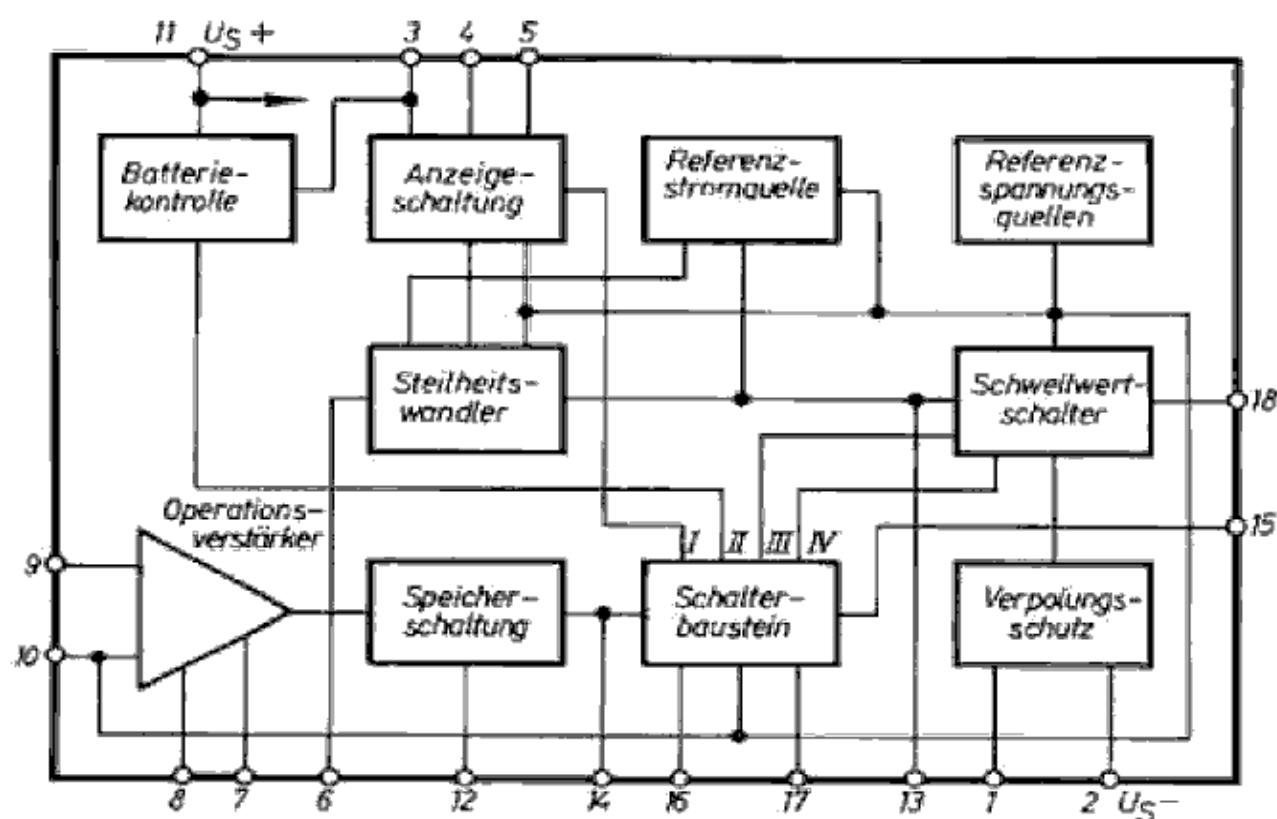 11 US+ 3 4 5
Batterie-
kontrolle
Anzeige-
schaltung
Referenz-
stromquelle
Referenz-
spannungs-
quellen
Steilheits-
wandler
Schwellwert-
schalter
18
Operations-
verstärker
I II III IV
15
9
10
Speicher-
schaltung
Schalter-
baustein
Verpolungs-
schutz
8 7 6 12 14 16 17 13 1 2 US-